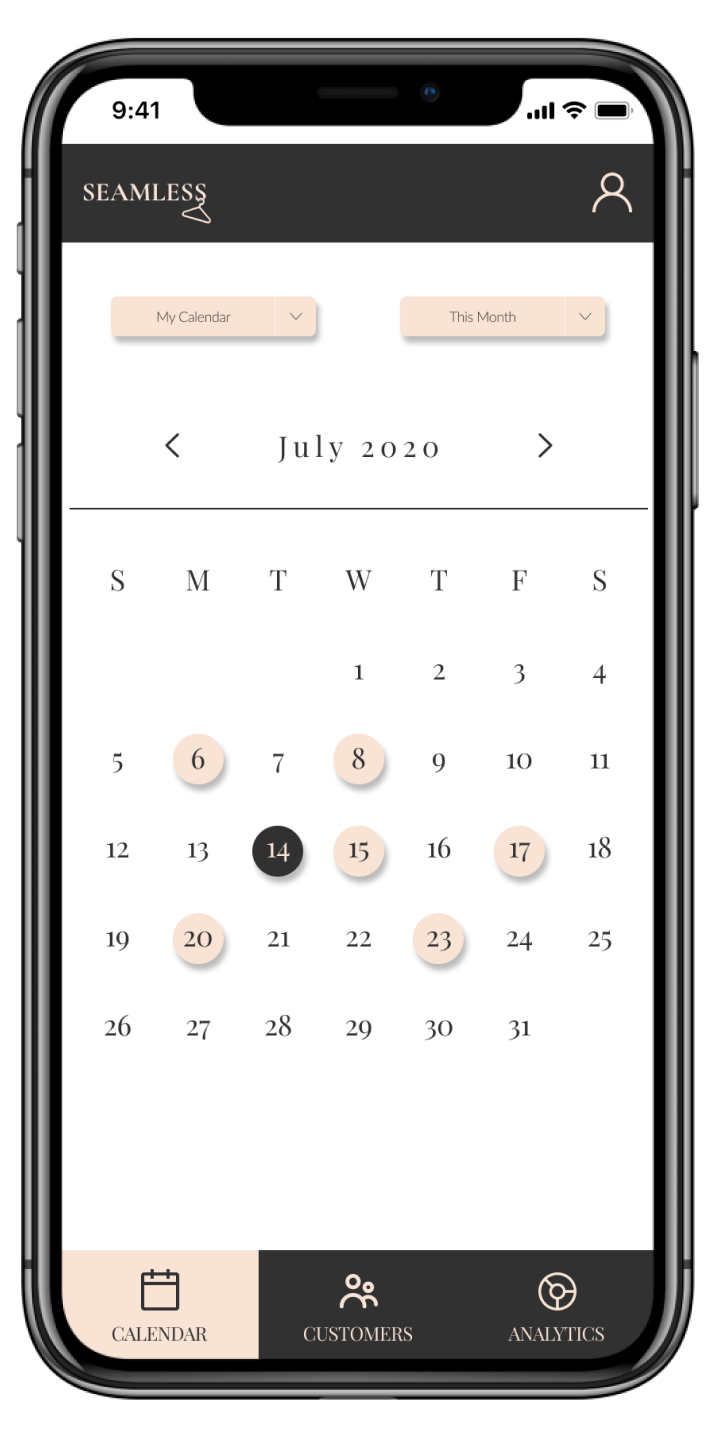 9:41
SEAMLESS
My Calendar This Month
July 2020
S M T W T F S
1 2 3 4
5 6 7 8 9 10 11
12 13 14 15 16 17 18
19 20 21 22 23 24 25
26 27 28 29 30 31
CALENDAR CUSTOMERS ANALYTICS